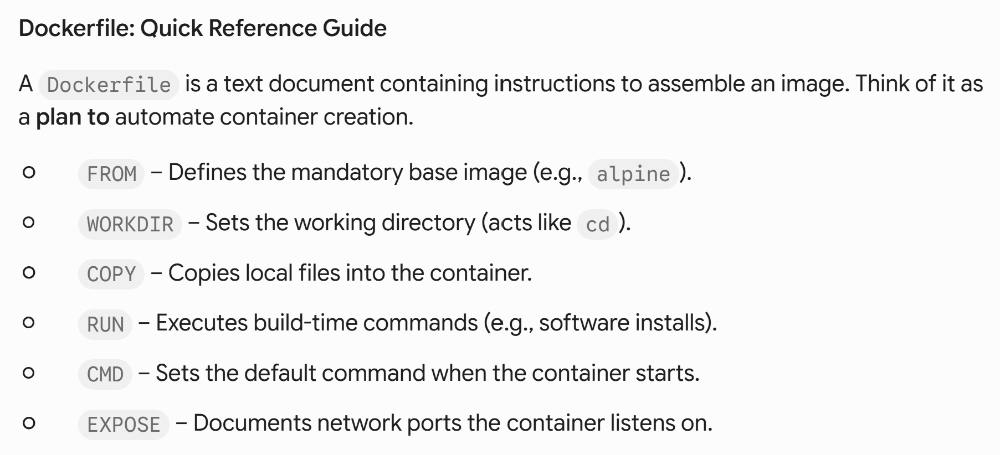 Dockerfile: Quick Reference Guide
A Dockerfile is a text document containing instructions to assemble an image. Think of it as
a plan to automate container creation.
FROM – Defines the mandatory base image (e.g., alpine).
WORKDIR – Sets the working directory (acts like cd).
COPY – Copies local files into the container.
RUN – Executes build-time commands (e.g., software installs).
CMD – Sets the default command when the container starts.
EXPOSE – Documents network ports the container listens on.